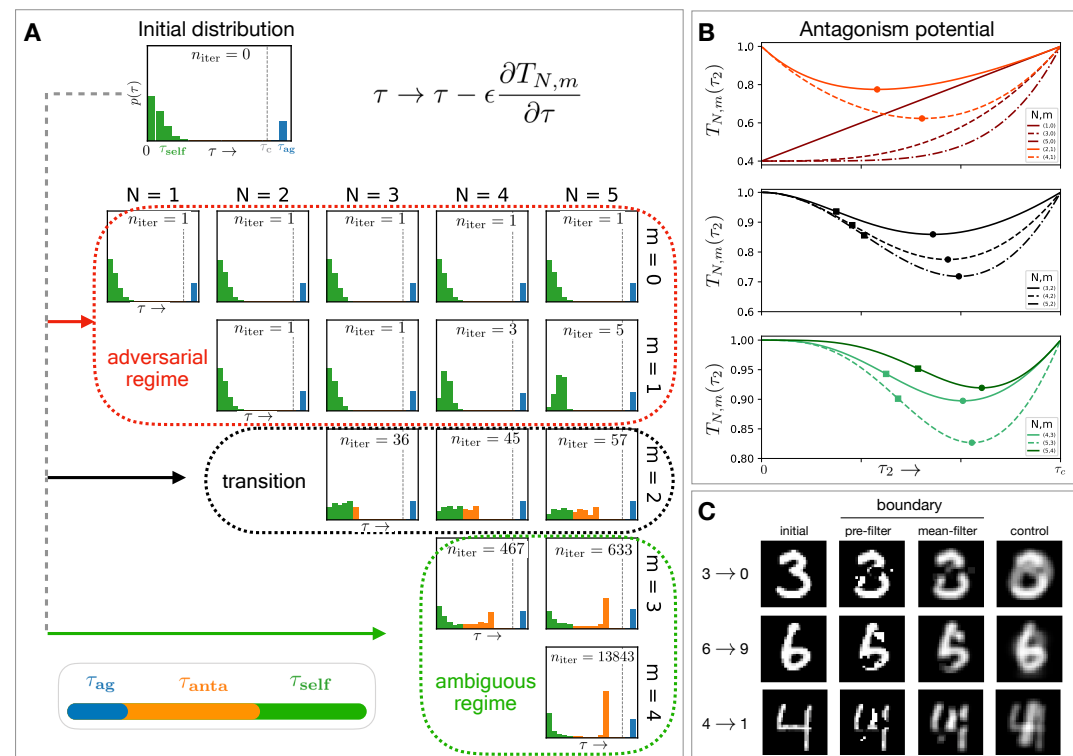 A
Initial distribution
n_iter = 0
p(τ)
0 τ_self τ → τ_c τ_ag
τ → τ − ϵ ∂T_{N,m} / ∂τ
N = 1 N = 2 N = 3 N = 4 N = 5
n_iter = 1 n_iter = 1 n_iter = 1 n_iter = 1 n_iter = 1
m = 0
τ →
n_iter = 1 n_iter = 1 n_iter = 3 n_iter = 5
m = 1
adversarial
regime
τ →
n_iter = 36 n_iter = 45 n_iter = 57
m = 2
transition
τ →
n_iter = 467 n_iter = 633
m = 3
τ →
n_iter = 13843
m = 4
ambiguous
regime
τ →
τ_ag τ_anta τ_self
B
Antagonism potential
T_{N,m}(τ_2)
1.0
0.8
0.6
0.4
N,m
(1,0)
(3,0)
(5,0)
(2,1)
(4,1)
T_{N,m}(τ_2)
1.0
0.9
0.8
0.7
0.6
N,m
(3,2)
(4,2)
(5,2)
T_{N,m}(τ_2)
1.00
0.95
0.90
0.85
0.80
N,m
(4,3)
(5,3)
(5,4)
0 τ_2 → τ_c
C
boundary
initial pre-filter mean-filter control
3 → 0
6 → 9
4 → 1